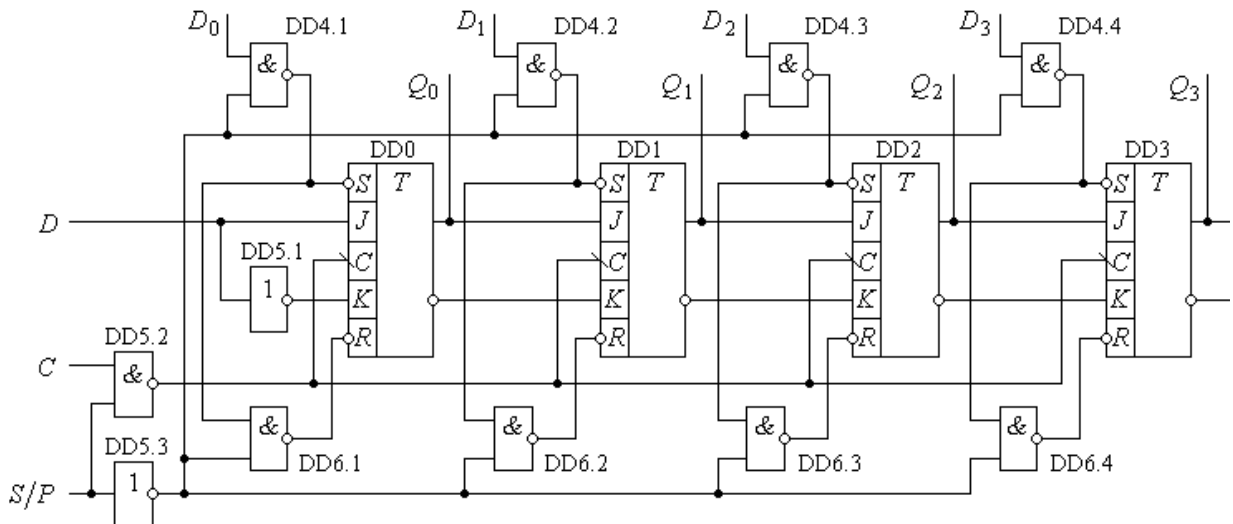 D0 DD4.1 D1 DD4.2 D2 DD4.3 D3 DD4.4
& & & &
Q0 Q1 Q2 Q3
DD0 DD1 DD2 DD3
S T S T S T S T
D J J J J
DD5.1
C C C C
1 K K K K
DD5.2 R R R R
C &
& & & &
DD5.3 DD6.1 DD6.2 DD6.3 DD6.4
S/P 1